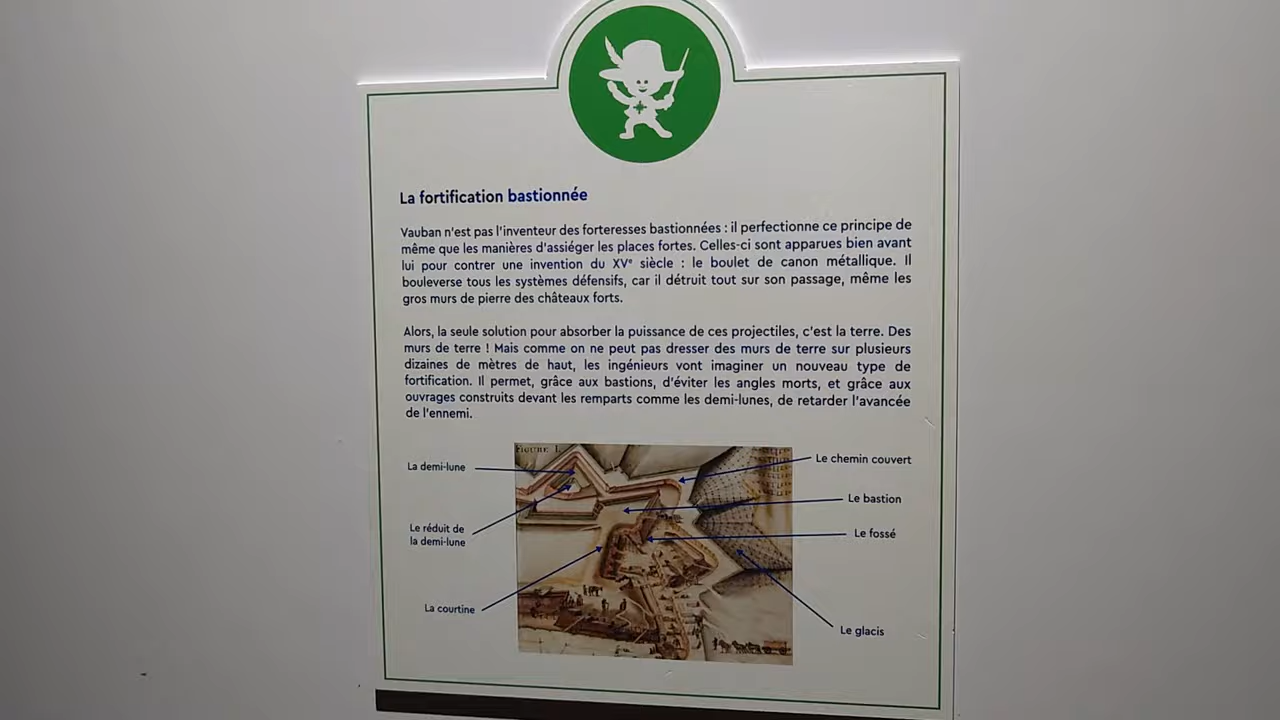 La fortification bastionnée
Vauban n'est pas l'inventeur des forteresses bastionnées : il perfectionne ce principe de
même que les manières d'assiéger les places fortes. Celles-ci sont apparues bien avant
lui pour contrer une invention du XVe siècle : le boulet de canon métallique. Il
bouleverse tous les systèmes défensifs, car il détruit tout sur son passage, même les
gros murs de pierre des châteaux forts.
Alors, la seule solution pour absorber la puissance de ces projectiles, c'est la terre. Des
murs de terre ! Mais comme on ne peut pas dresser des murs de terre sur plusieurs
dizaines de mètres de haut, les ingénieurs vont imaginer un nouveau type de
fortification. Il permet, grâce aux bastions, d'éviter les angles morts, et grâce aux
ouvrages construits devant les remparts comme les demi-lunes, de retarder l'avancée
de l'ennemi.
FIGURE I.
La demi-lune
Le chemin couvert
Le bastion
Le réduit de
la demi-lune
Le fossé
La courtine
Le glacis